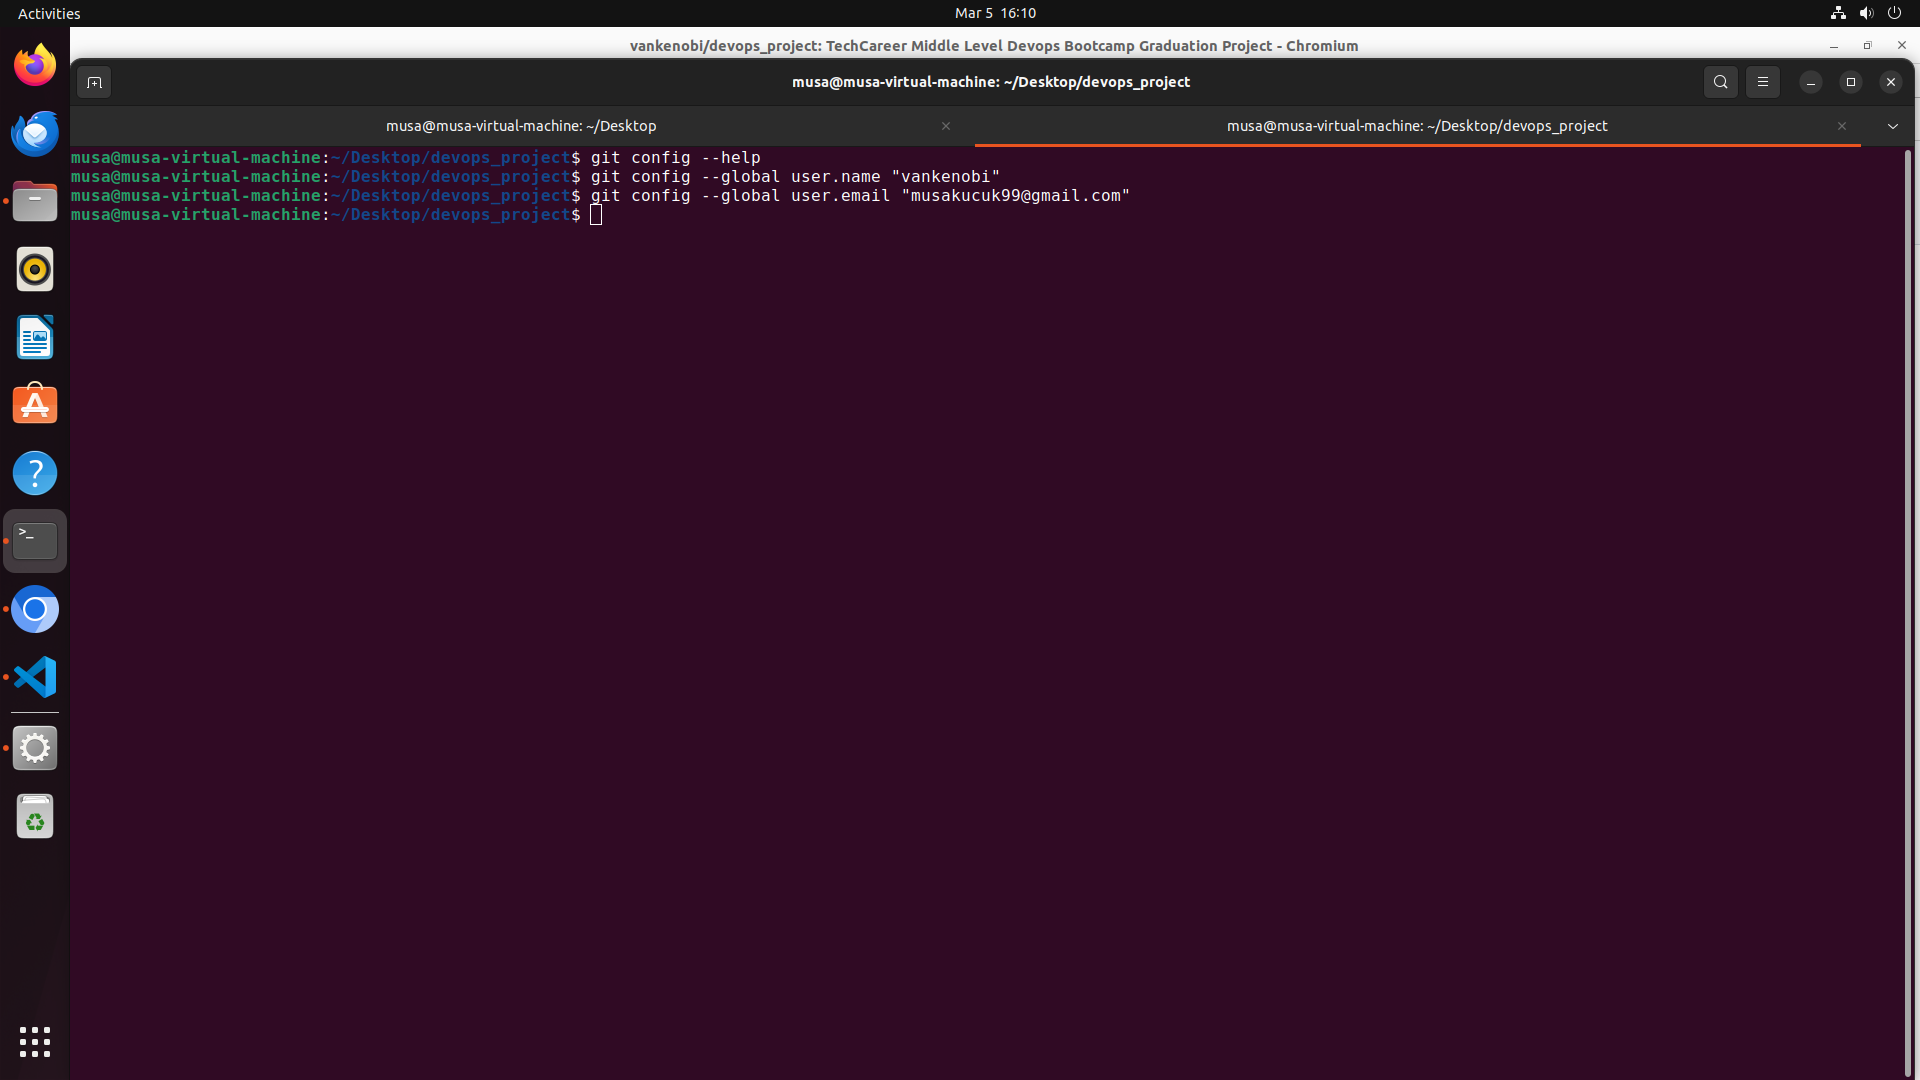 Activities
Mar 5 16:10
vankenobi/devops_project: TechCareer Middle Level Devops Bootcamp Graduation Project - Chromium
musa@musa-virtual-machine: ~/Desktop/devops_project
musa@musa-virtual-machine: ~/Desktop
musa@musa-virtual-machine: ~/Desktop/devops_project
musa@musa-virtual-machine:~/Desktop/devops_project$ git config --help
musa@musa-virtual-machine:~/Desktop/devops_project$ git config --global user.name "vankenobi"
musa@musa-virtual-machine:~/Desktop/devops_project$ git config --global user.email "musakucuk99@gmail.com"
musa@musa-virtual-machine:~/Desktop/devops_project$